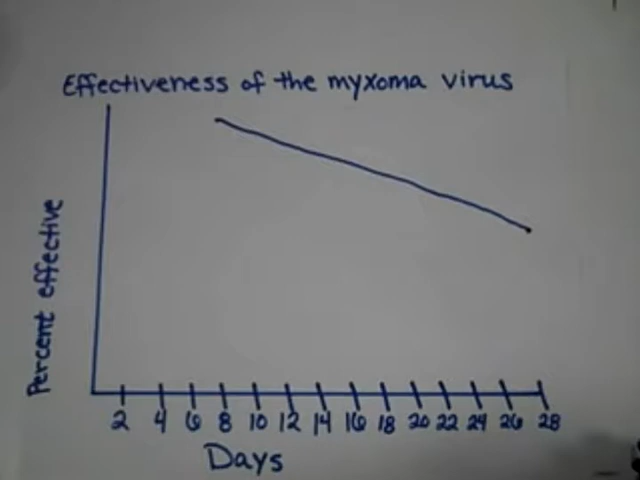 Effectiveness of the myxoma virus
Percent effective
2 4 6 8 10 12 14 16 18 20 22 24 26 28
Days